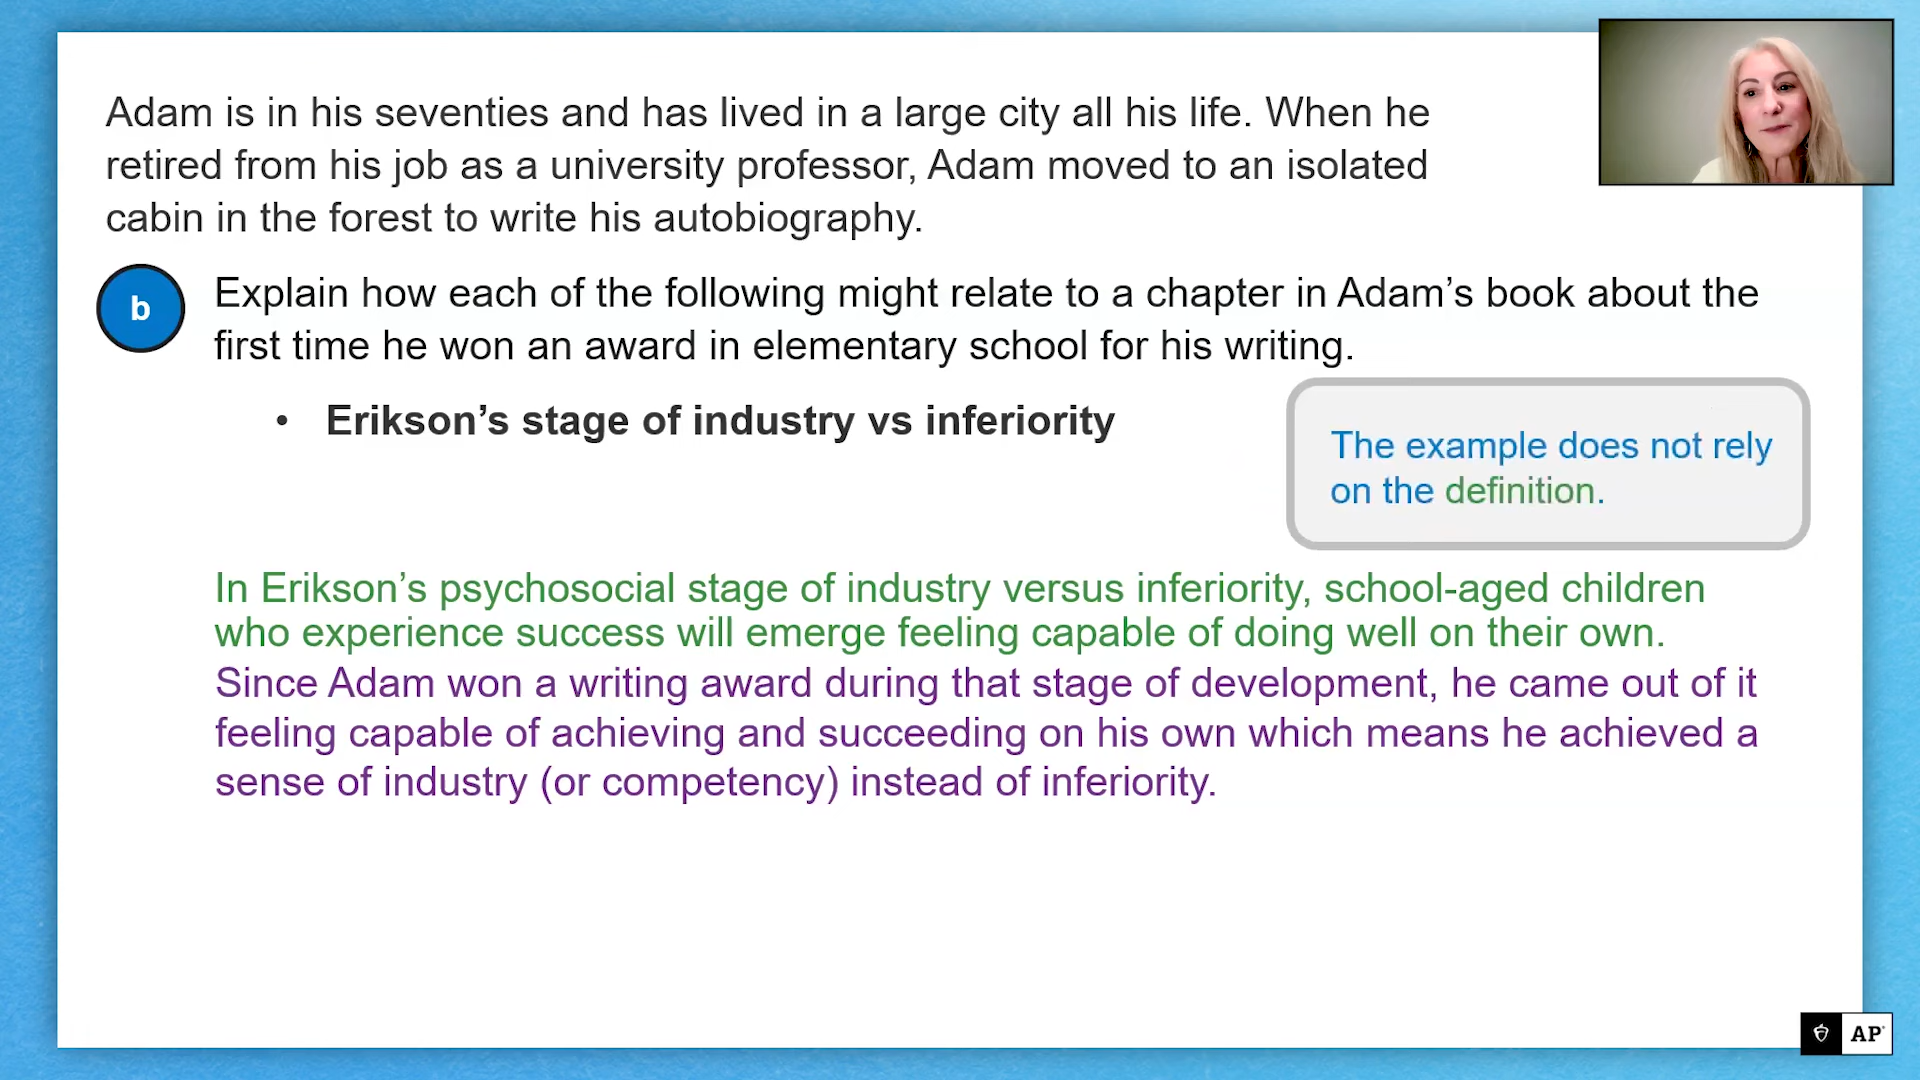 Adam is in his seventies and has lived in a large city all his life. When he
retired from his job as a university professor, Adam moved to an isolated
cabin in the forest to write his autobiography.
b
Explain how each of the following might relate to a chapter in Adam’s book about the
first time he won an award in elementary school for his writing.
• Erikson’s stage of industry vs inferiority
The example does not rely
on the definition.
In Erikson’s psychosocial stage of industry versus inferiority, school-aged children
who experience success will emerge feeling capable of doing well on their own.
Since Adam won a writing award during that stage of development, he came out of it
feeling capable of achieving and succeeding on his own which means he achieved a
sense of industry (or competency) instead of inferiority.
AP